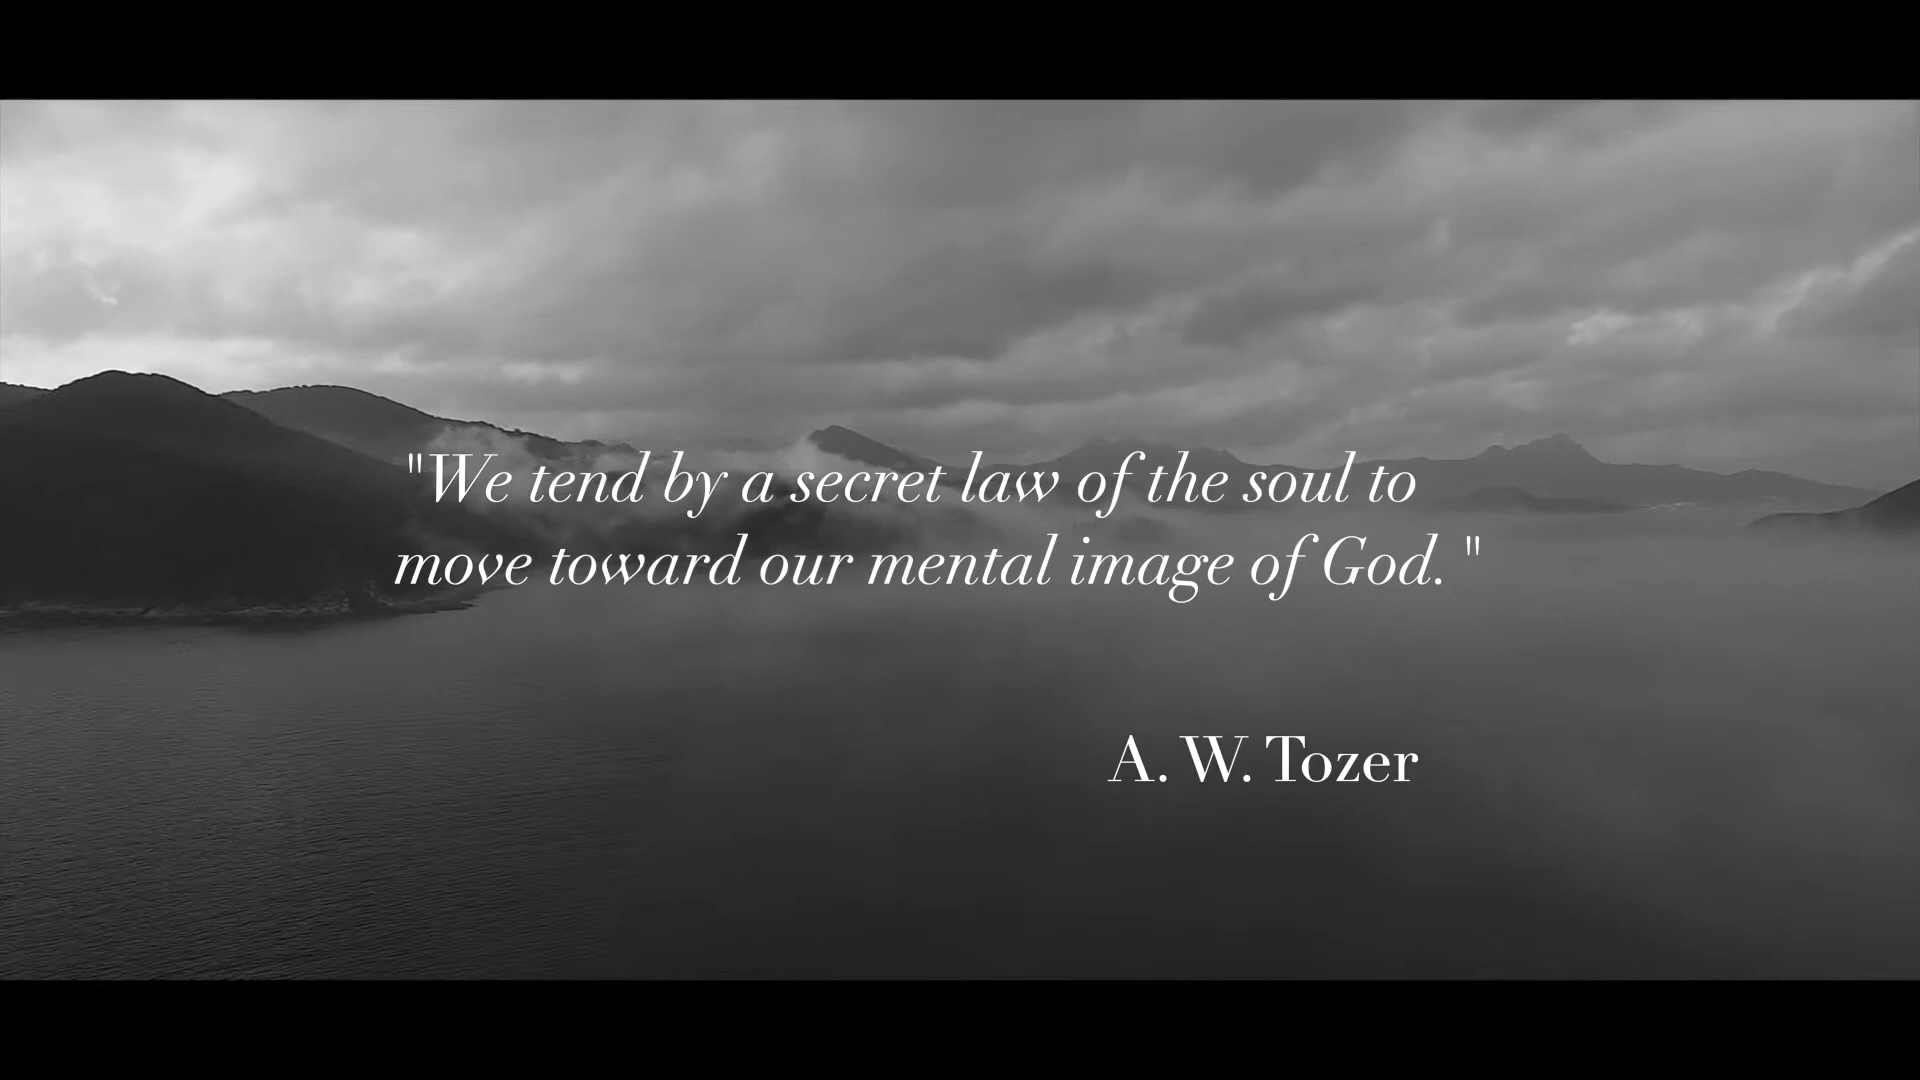 "We tend by a secret law of the soul to
move toward our mental image of God. "
A. W. Tozer